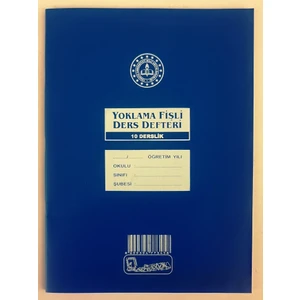 YOKLAMA FİŞLİ
DERS DEFTERİ
10 DERSLİK
......../........ ÖĞRETİM YILI
OKULU :
SINIFI :
ŞUBESİ :